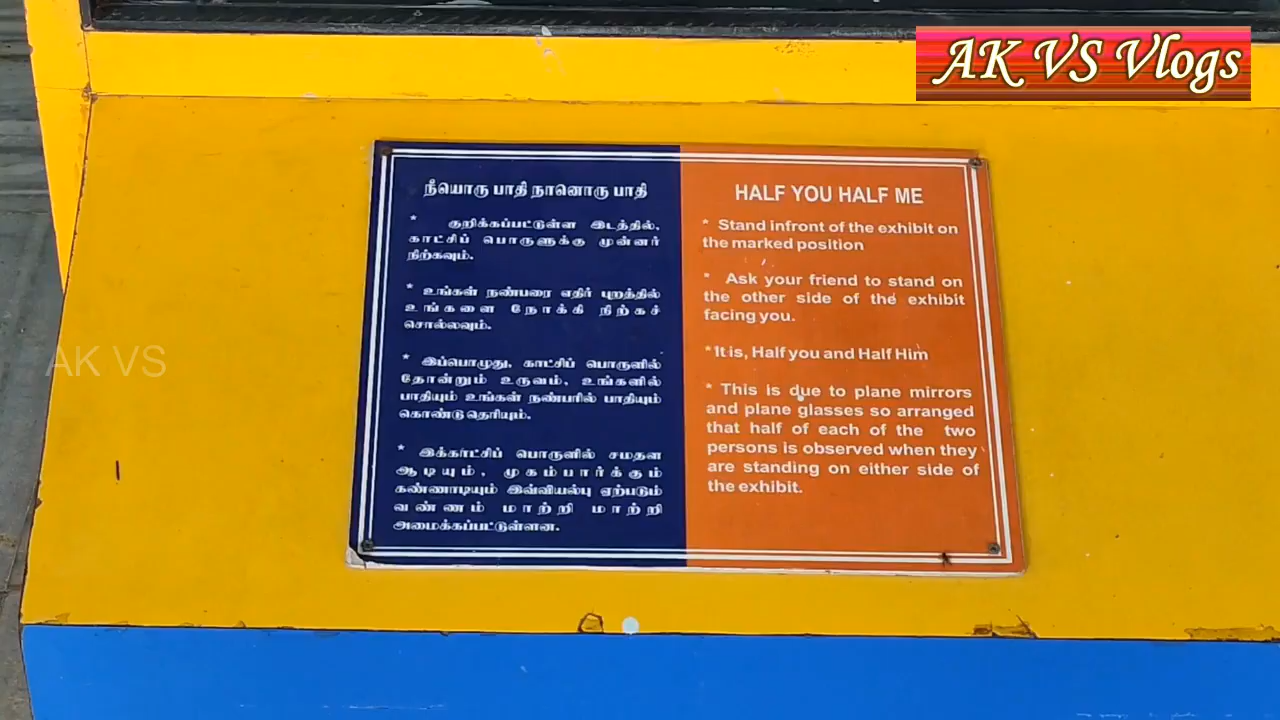 AK VS Vlogs
நீயொரு பாதி நானொரு பாதி
* குறிக்கப்பட்டுள்ள இடத்தில்,
காட்சிப் பொருளுக்கு முன்னர்
நிற்கவும்.
* உங்கள் நண்பரை எதிர் புறத்தில்
உங்களை நோக்கி நிற்கச்
சொல்லவும்.
* இப்பொழுது, காட்சிப் பொருளில்
தோன்றும் உருவம், உங்களில்
பாதியும் உங்கள் நண்பரில் பாதியும்
கொண்டு தெரியும்.
* இக்காட்சிப் பொருளில் சமதள
ஆடியும், முகம்பார்க்கும்
கண்ணாடியும் இவ்வியல்பு ஏற்படும்
வண்ணம் மாற்றி மாற்றி
அமைக்கப்பட்டுள்ளன.
HALF YOU HALF ME
* Stand infront of the exhibit on
the marked position
* Ask your friend to stand on
the other side of the exhibit
facing you.
* It is, Half you and Half Him
* This is due to plane mirrors
and plane glasses so arranged
that half of each of the two
persons is observed when they
are standing on either side of
the exhibit.
AK VS